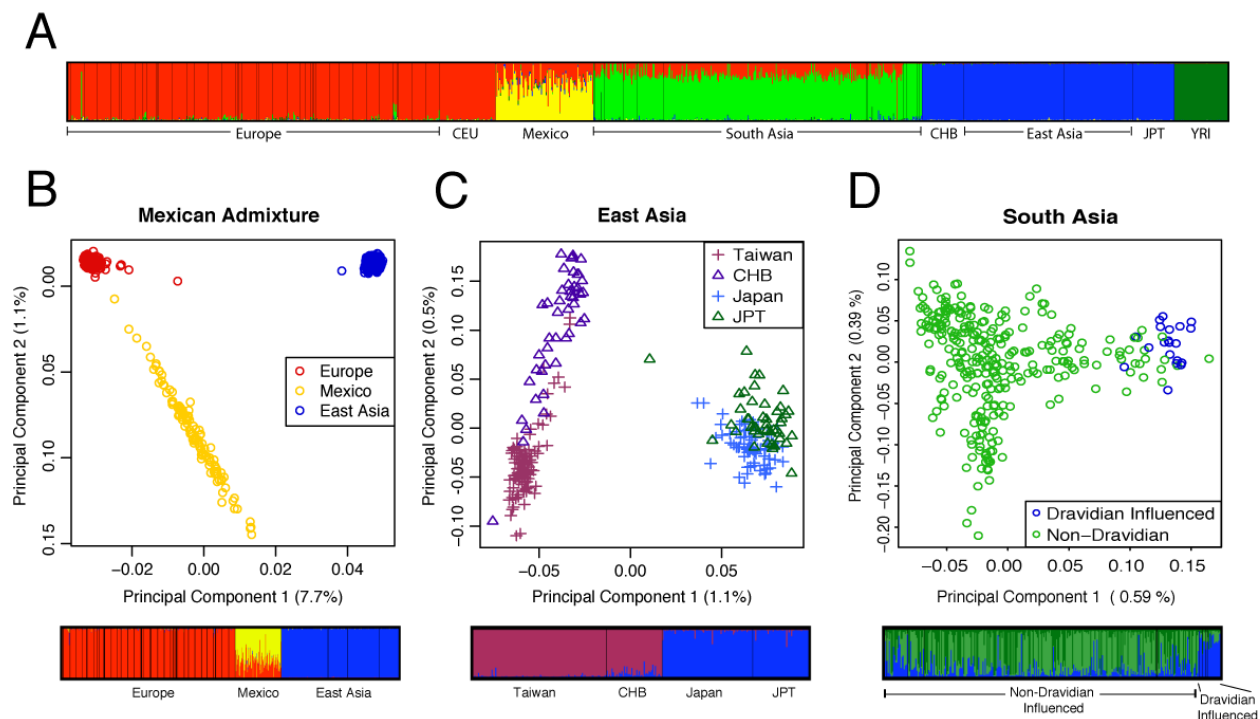 A
Europe CEU Mexico South Asia CHB East Asia JPT YRI
B
Mexican Admixture
0.00
0.05
0.10
0.15
Principal Component 2 (1.1%)
Europe
Mexico
East Asia
−0.02 0.00 0.02 0.04
Principal Component 1 (7.7%)
Europe Mexico East Asia
C
East Asia
Taiwan
CHB
Japan
JPT
0.15
0.10
0.05
0.00
−0.05
−0.10
Principal Component 2 (0.5%)
−0.05 0.00 0.05
Principal Component 1 (1.1%)
Taiwan CHB Japan JPT
D
South Asia
0.10
0.05
0.00
−0.05
−0.10
−0.15
−0.20
Principal Component 2 (0.39 %)
Dravidian Influenced
Non−Dravidian
−0.05 0.00 0.05 0.10 0.15
Principal Component 1 ( 0.59 %)
Non-Dravidian
Influenced
Dravidian
Influenced